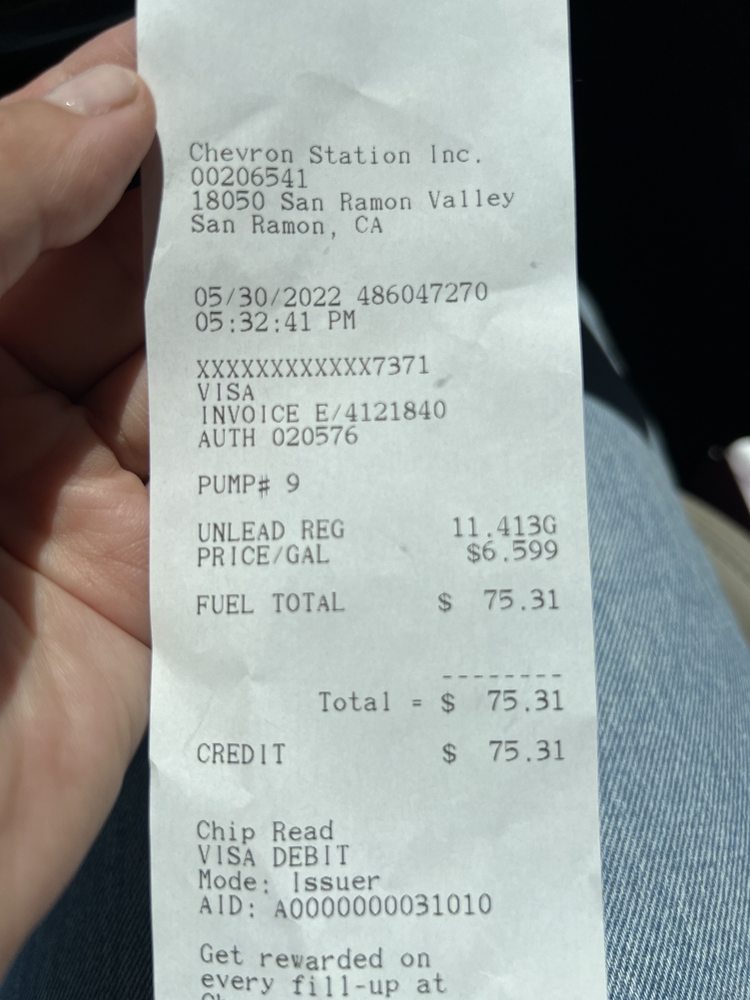 Chevron Station Inc.
00206541
18050 San Ramon Valley
San Ramon, CA
05/30/2022 486047270
05:32:41 PM
XXXXXXXXXXXX7371
VISA
INVOICE E/4121840
AUTH 020576
PUMP# 9
UNLEAD REG 11.413G
PRICE/GAL $6.599
FUEL TOTAL $ 75.31
--------
Total = $ 75.31
CREDIT $ 75.31
Chip Read
VISA DEBIT
Mode: Issuer
AID: A0000000031010
Get rewarded on
every fill-up at